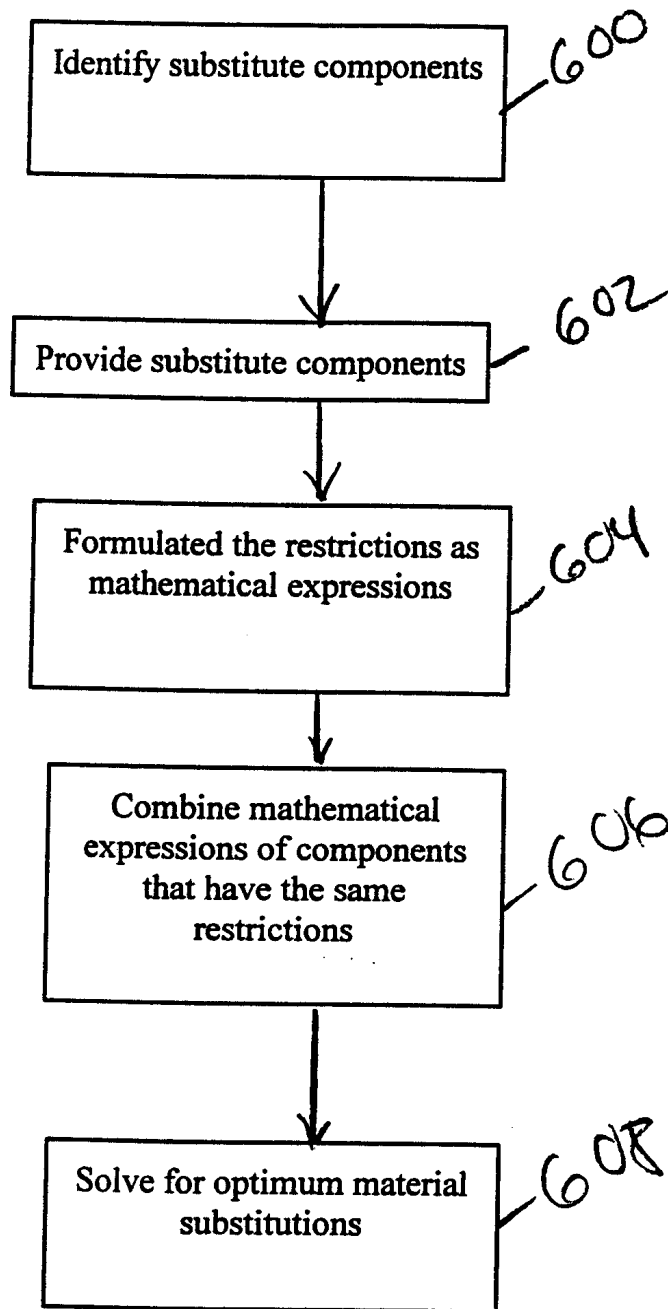 Identify substitute components
600
Provide substitute components
602
Formulated the restrictions as
mathematical expressions
604
Combine mathematical
expressions of components
that have the same
restrictions
606
Solve for optimum material
substitutions
608